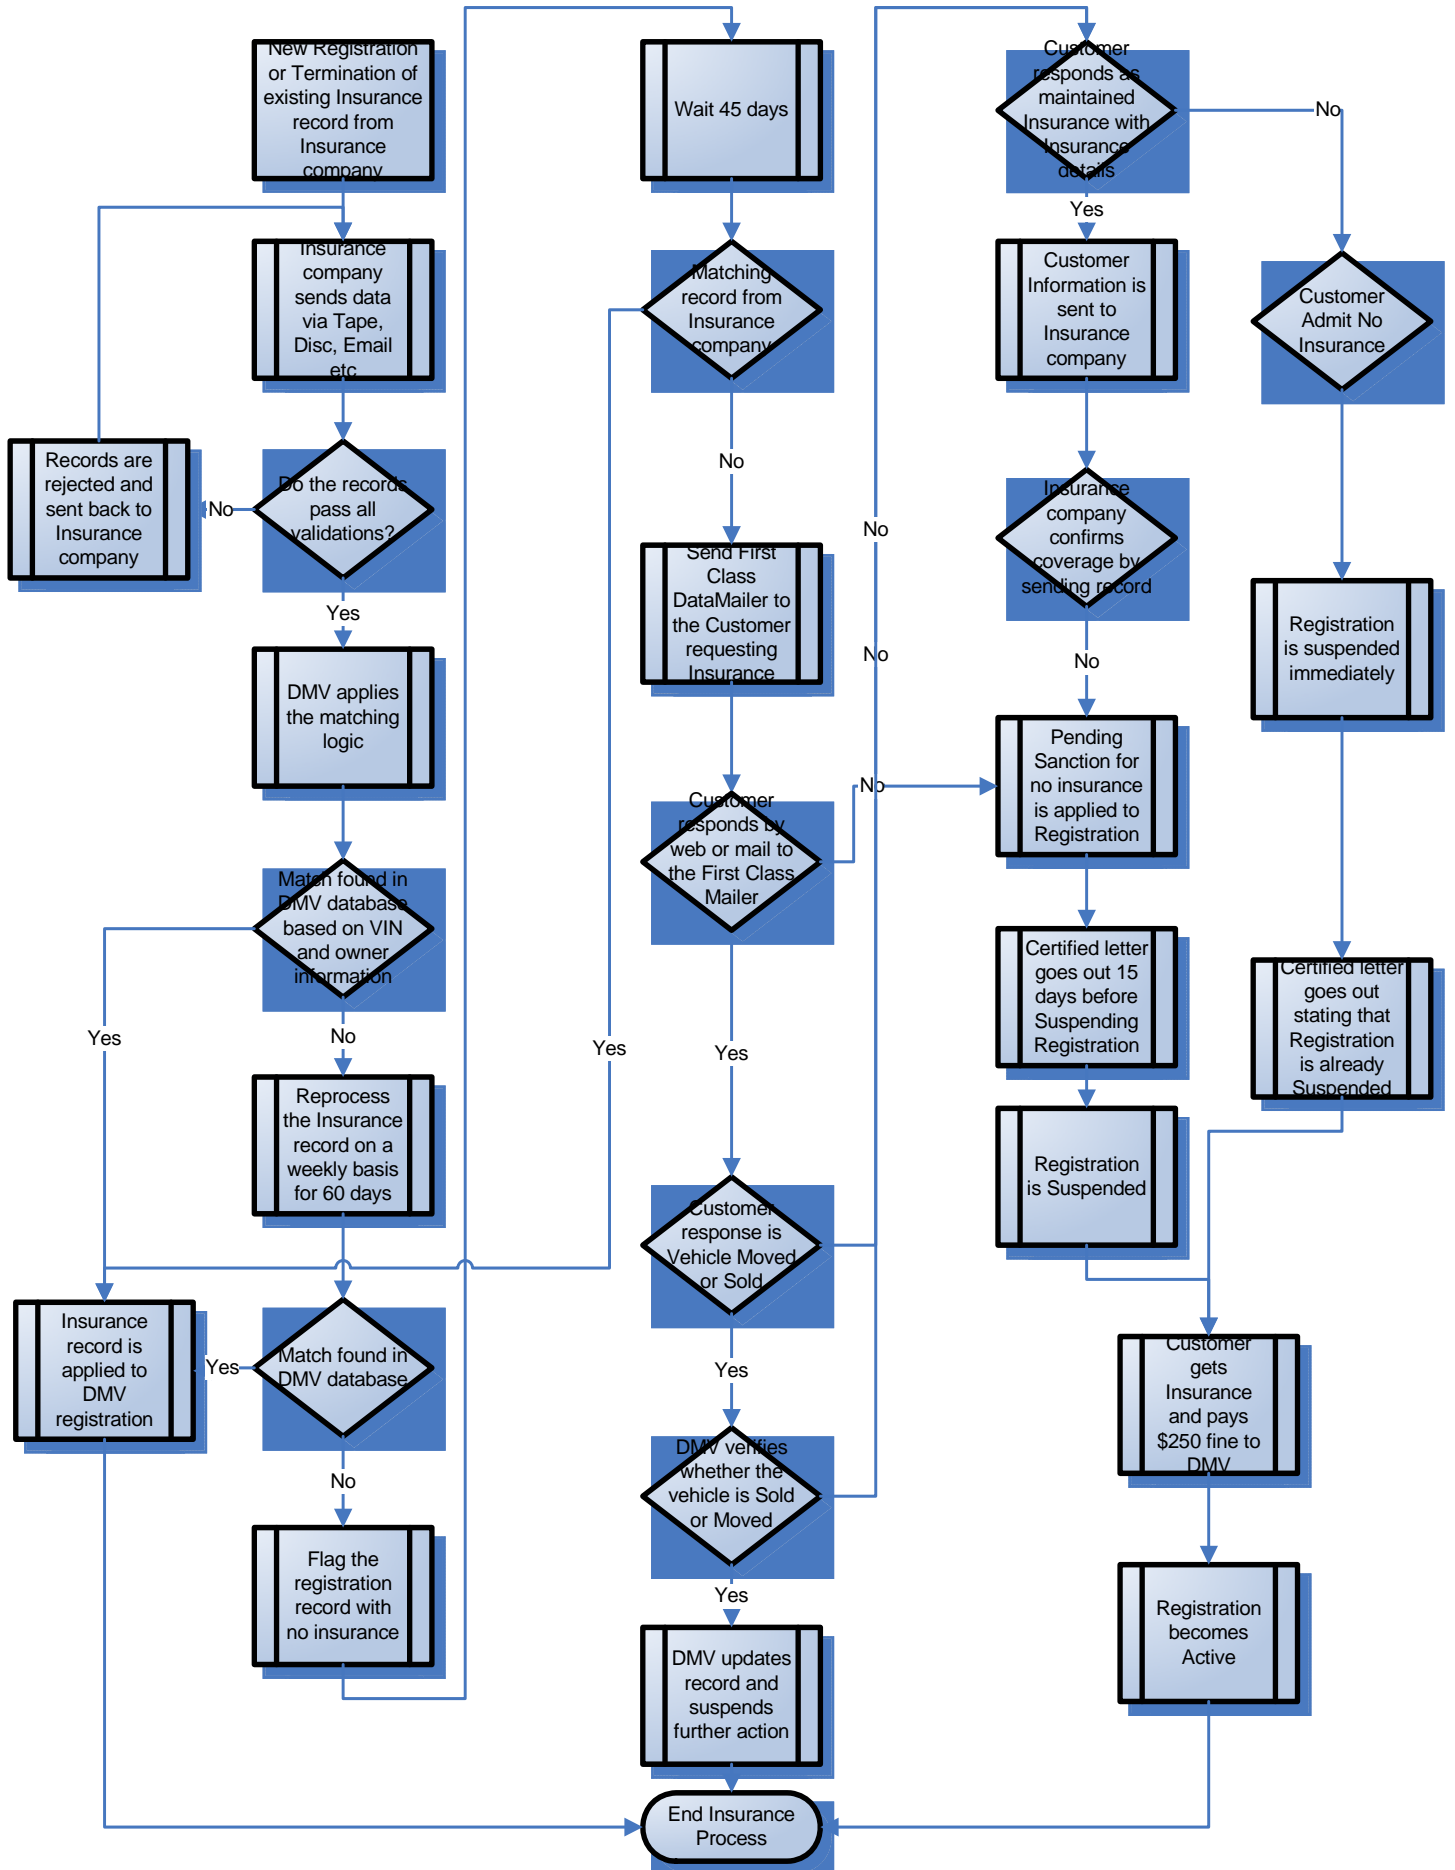 New Registration
or Termination of
existing Insurance
record from
Insurance
company
Insurance
company
sends data
via Tape,
Disc, Email
etc
Records are
rejected and
sent back to
Insurance
company
No
Do the records
pass all
validations?
Yes
DMV applies
the matching
logic
Match found in
DMV database
based on VIN
and owner
information
Yes
No
Reprocess
the Insurance
record on a
weekly basis
for 60 days
Insurance
record is
applied to
DMV
registration
Yes
Match found in
DMV database
No
Flag the
registration
record with
no insurance
Wait 45 days
Matching
record from
Insurance
company
Yes
No
Send First
Class
DataMailer to
the Customer
requesting
Insurance
Customer
responds by
web or mail to
the First Class
Mailer
No
Yes
Customer
response is
Vehicle Moved
or Sold
No
Yes
DMV verifies
whether the
vehicle is Sold
or Moved
No
Yes
DMV updates
record and
suspends
further action
End Insurance
Process
Customer
responds as
maintained
Insurance with
Insurance
details
No
Yes
Customer
Information is
sent to
Insurance
company
Insurance
company
confirms
coverage by
sending record
No
Pending
Sanction for
no insurance
is applied to
Registration
Certified letter
goes out 15
days before
Suspending
Registration
Registration
is Suspended
Customer
Admit No
Insurance
Registration
is suspended
immediately
Certified letter
goes out
stating that
Registration
is already
Suspended
Customer
gets
Insurance
and pays
$250 fine to
DMV
Registration
becomes
Active